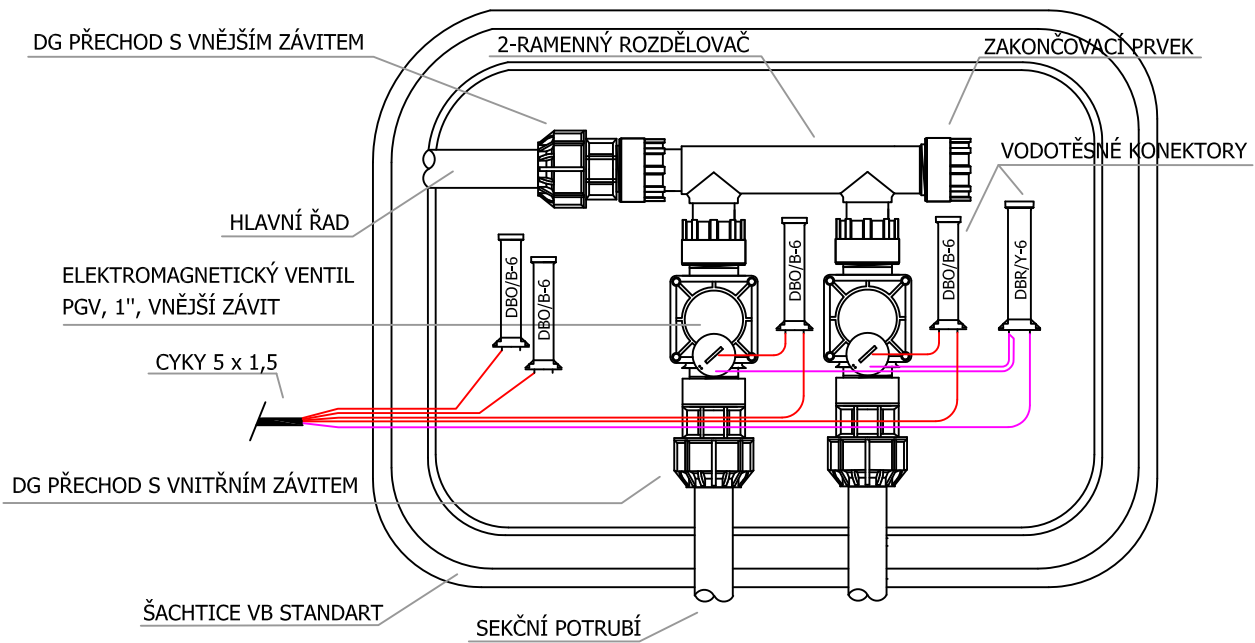 DG PŘECHOD S VNĚJŠÍM ZÁVITEM
2-RAMENNÝ ROZDĚLOVAČ
ZAKONČOVACÍ PRVEK
VODOTĚSNÉ KONEKTORY
HLAVNÍ ŘAD
ELEKTROMAGNETICKÝ VENTIL
PGV, 1", VNĚJŠÍ ZÁVIT
DBO/B-6
DBO/B-6
DBO/B-6
DBO/B-6
DBR/Y-6
CYKY 5 x 1,5
DG PŘECHOD S VNITŘNÍM ZÁVITEM
ŠACHTICE VB STANDART
SEKČNÍ POTRUBÍ